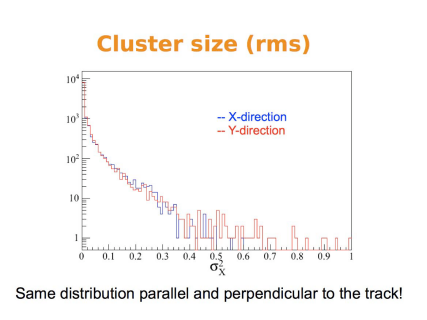 Cluster size (rms)
10⁴
10³
10²
10
1
-- X-direction
-- Y-direction
0 0.1 0.2 0.3 0.4 0.5 0.6 0.7 0.8 0.9 1
σ²X
Same distribution parallel and perpendicular to the track!